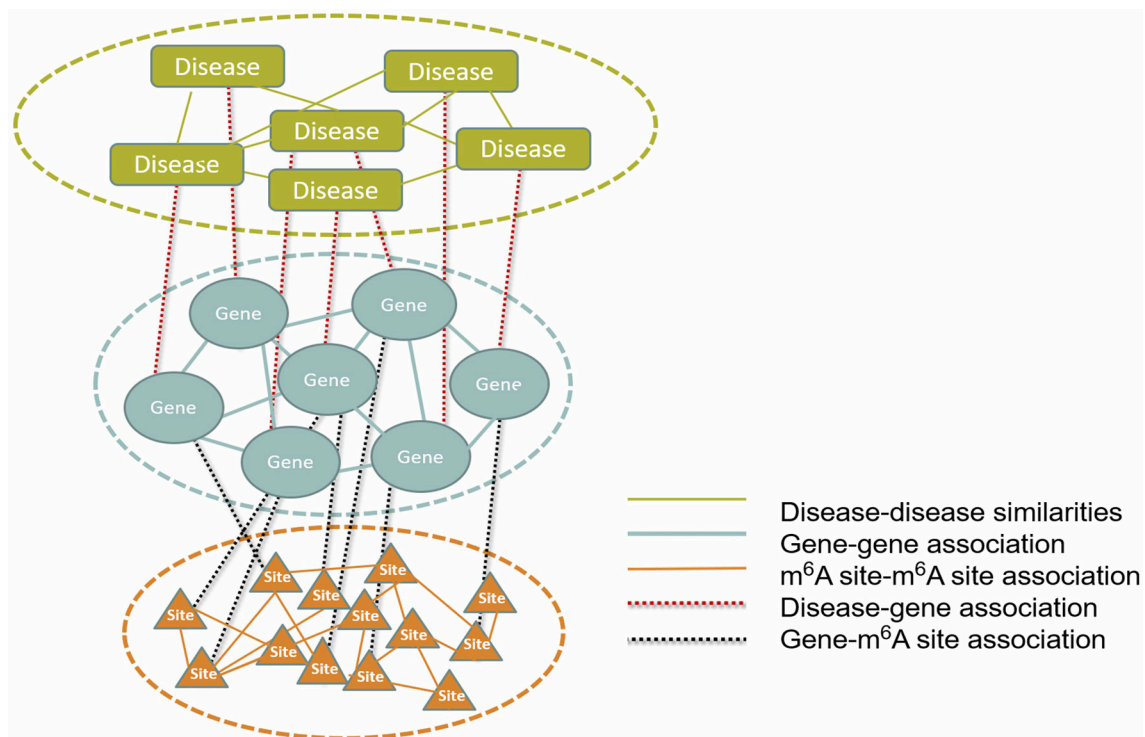 Disease
Disease
Disease
Disease
Disease
Disease
Gene
Gene
Gene
Gene
Gene
Gene
Gene
Site
Site
Site
Site
Site
Site
Site
Site
Site
Site
Site
Site
Site
Disease-disease similarities
Gene-gene association
m⁶A site-m⁶A site association
Disease-gene association
Gene-m⁶A site association